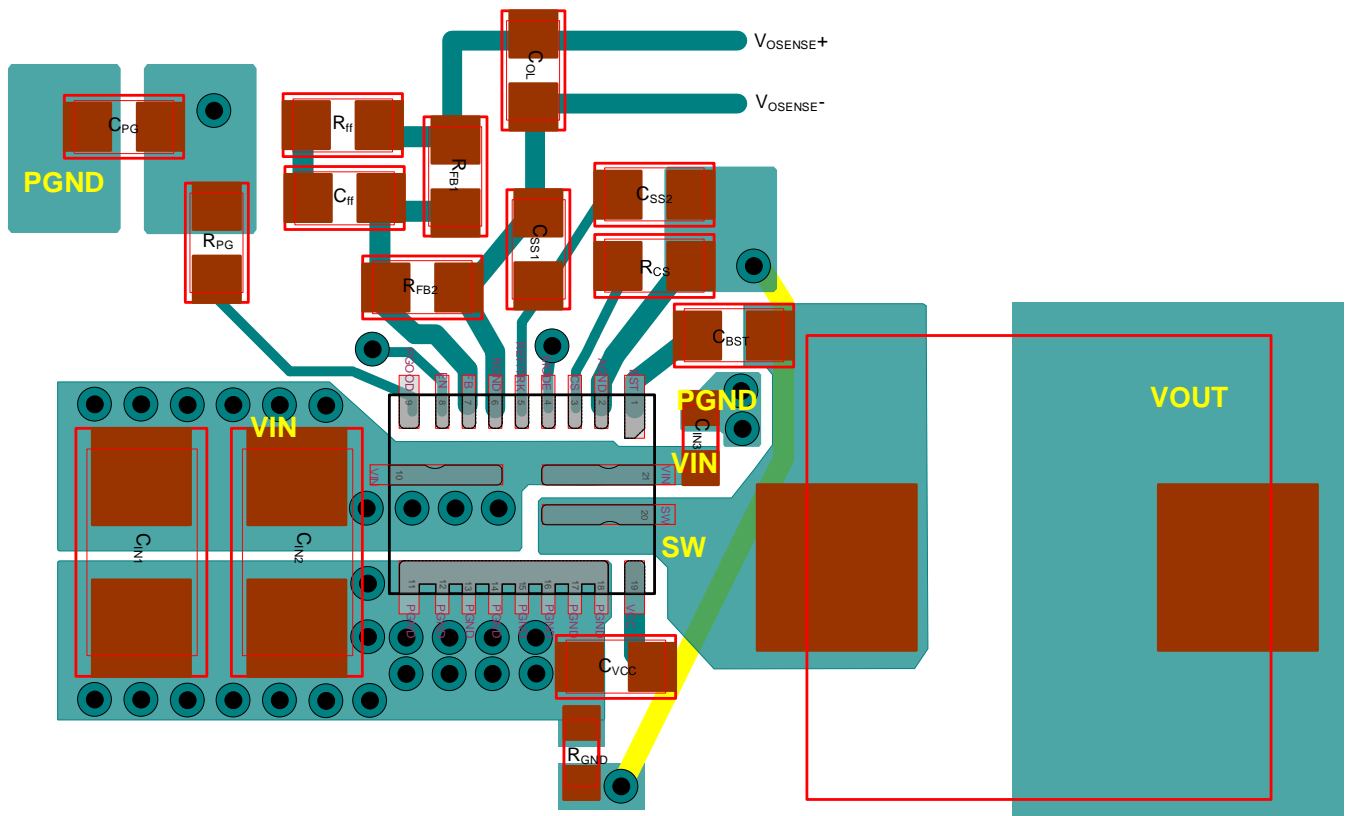 VOSENSE+
COL
VOSENSE-
CPG
Rff
RFB1
PGND
Cff
CSS2
RPG
CSS1
RCS
RFB2
CBST
PGOOD
EN
FB
RGND
CS
AGND
BST
9
8
7
6
5
4
3
2
1
PGND
VOUT
VIN
CIN3
VIN
VIN
10
21
VIN
20
SW
SW
CIN1
CIN2
11
12
13
14
15
16
17
18
19
PGND
PGND
PGND
PGND
PGND
PGND
PGND
PGND
VCC
CVCC
RGND